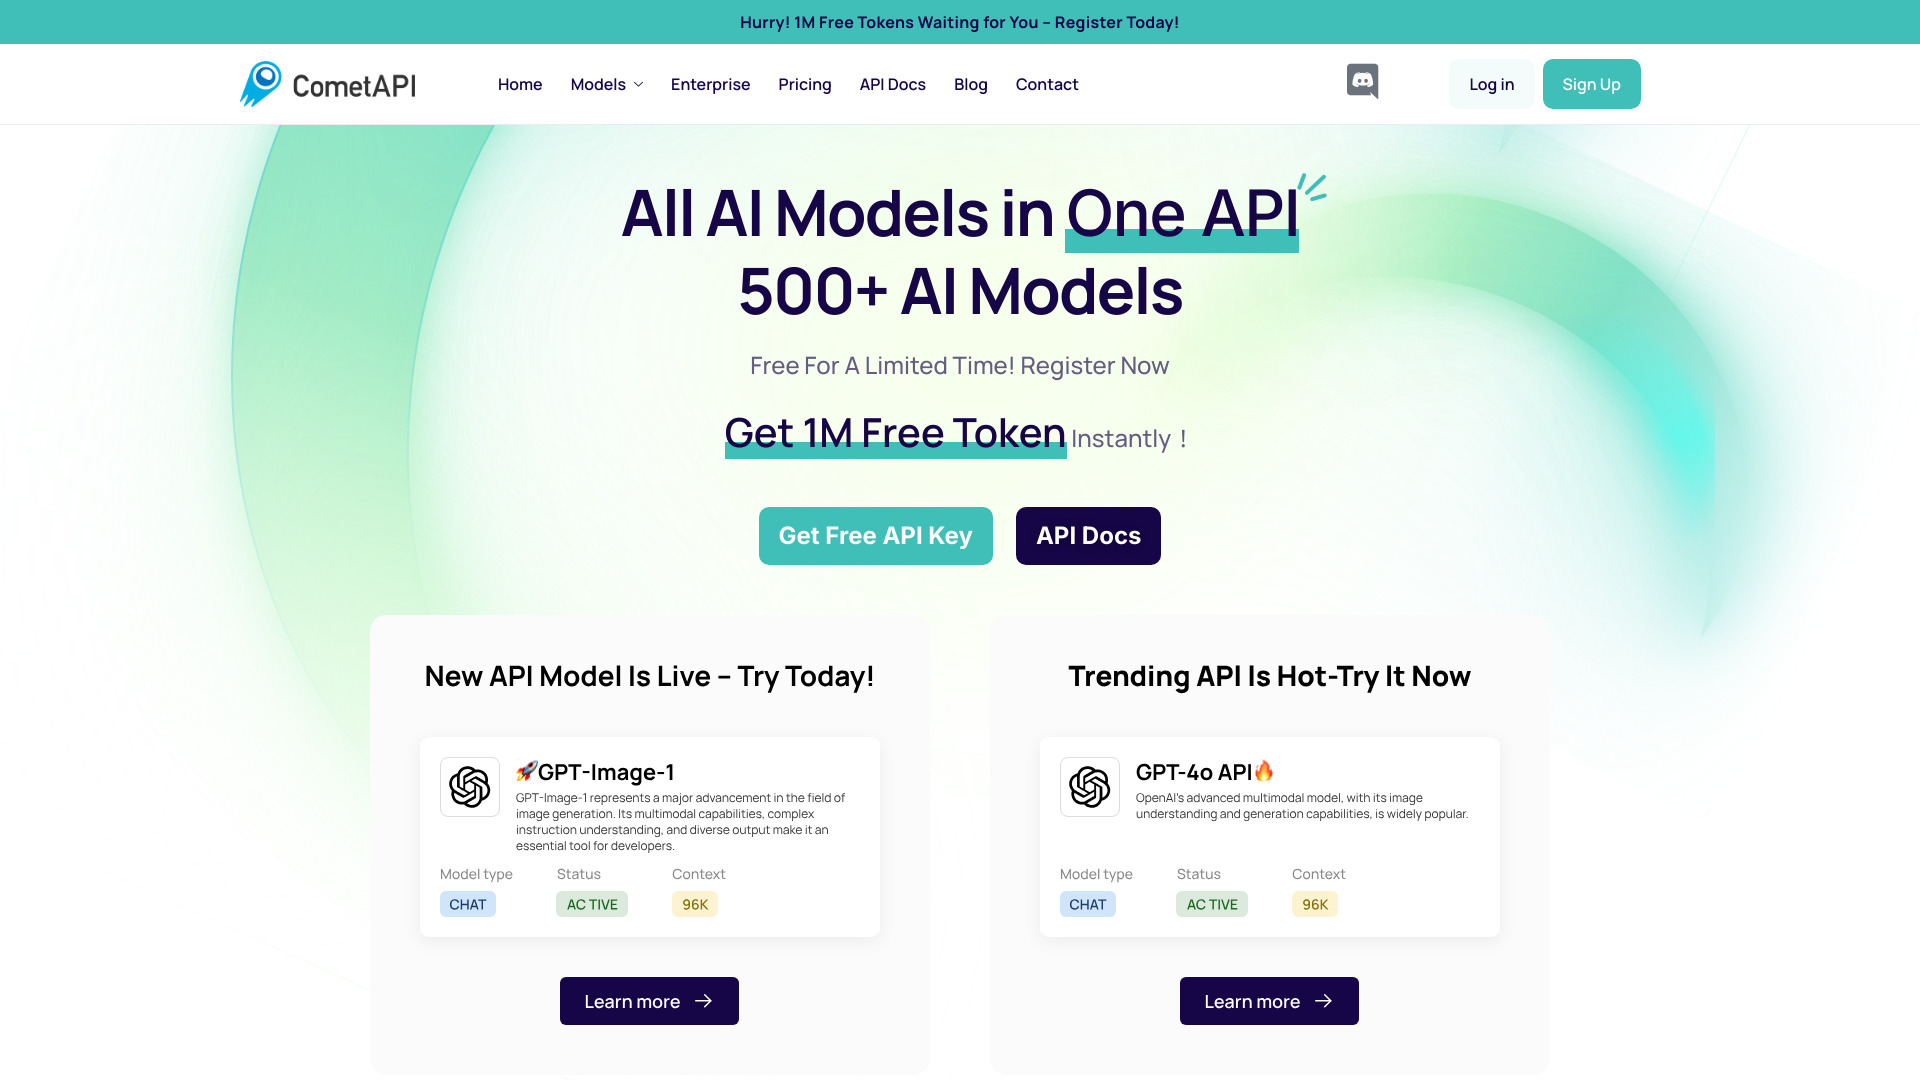 Hurry! 1M Free Tokens Waiting for You – Register Today!
CometAPI
Home
Models
Enterprise
Pricing
API Docs
Blog
Contact
Log in
Sign Up
All AI Models in One API
500+ AI Models
Free For A Limited Time! Register Now
Get 1M Free Token Instantly！
Get Free API Key
API Docs
New API Model Is Live – Try Today!
🚀GPT-Image-1
GPT-Image-1 represents a major advancement in the field of
image generation. Its multimodal capabilities, complex
instruction understanding, and diverse output make it an
essential tool for developers.
Model type
Status
Context
CHAT
AC TIVE
96K
Learn more
Trending API ls Hot-Try It Now
GPT-4o API🔥
OpenAI's advanced multimodal model, with its image
understanding and generation capabilities, is widely popular.
Model type
Status
Context
CHAT
AC TIVE
96K
Learn more